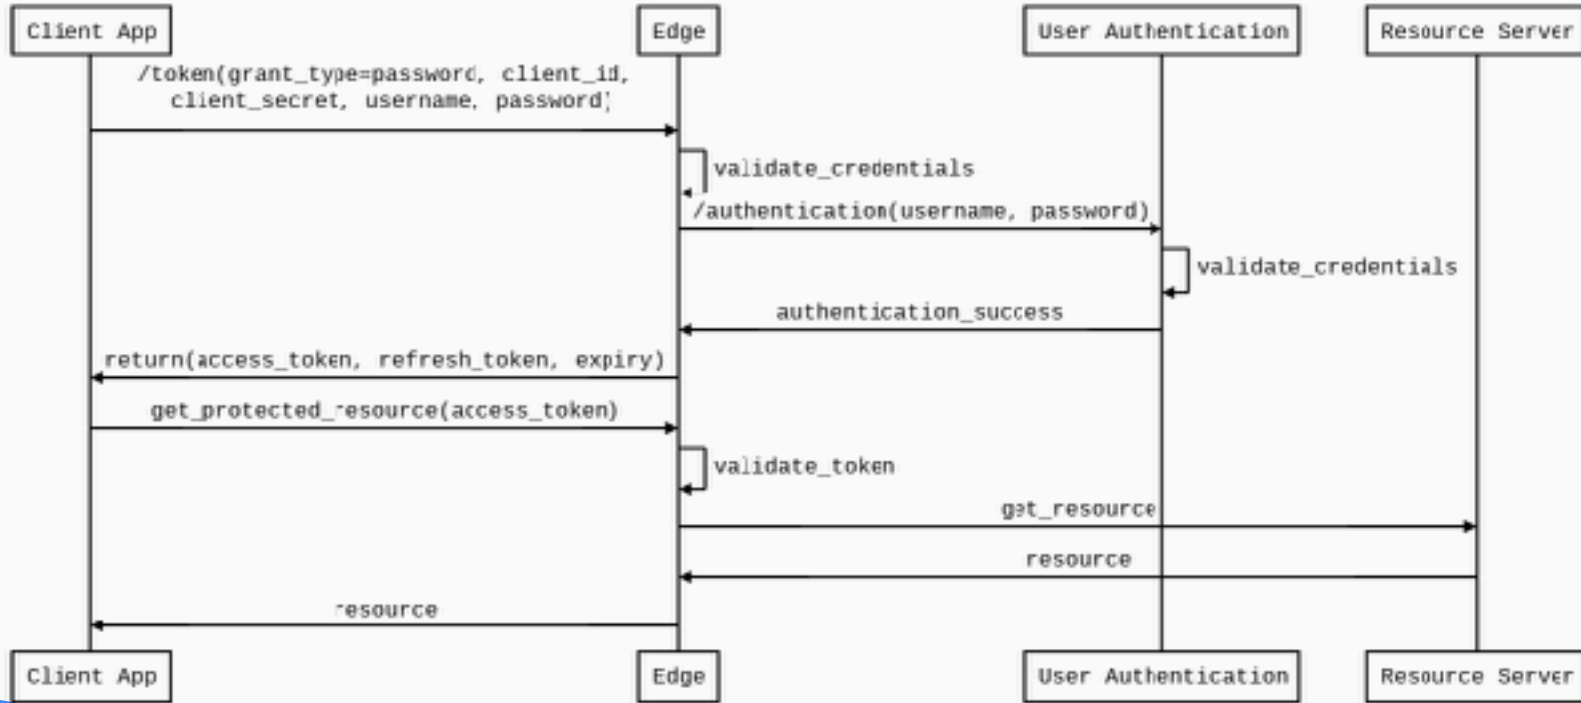 Client App
Edge
User Authentication
Resource Server
/token(grant_type=password, client_id,
client_secret, username, password)
validate_credentials
/authentication(username, password)
validate_credentials
authentication_success
return(access_token, refresh_token, expiry)
get_protected_resource(access_token)
validate_token
get_resource
resource
resource
Client App
Edge
User Authentication
Resource Server